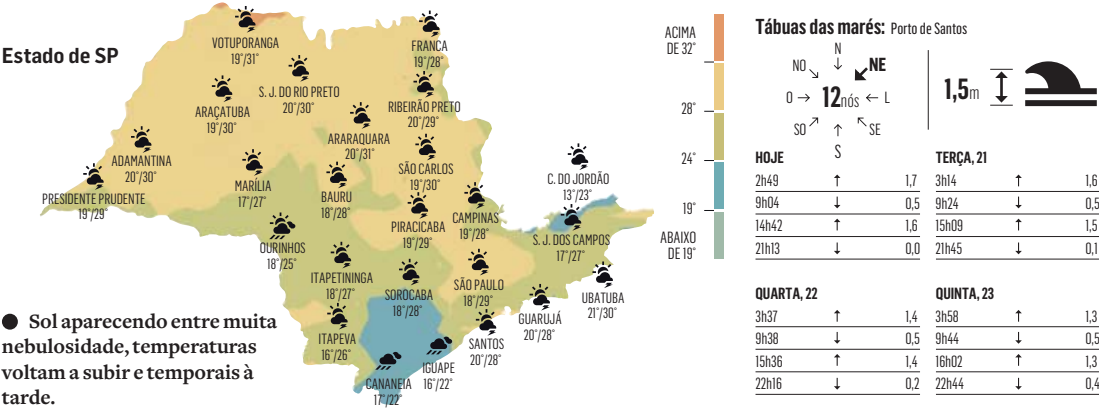 Estado de SP
VOTUPORANGA
19°/31°
FRANCA
19°/28°
S. J. DO RIO PRETO
20°/30°
ARAÇATUBA
19°/30°
RIBEIRÃO PRETO
20°/29°
ARARAQUARA
20°/31°
ADAMANTINA
20°/30°
SÃO CARLOS
19°/30°
PRESIDENTE PRUDENTE
19°/29°
MARÍLIA
17°/27°
BAURU
18°/28°
C. DO JORDÃO
13°/23°
PIRACICABA
19°/29°
CAMPINAS
19°/28°
OURINHOS
18°/25°
S. J. DOS CAMPOS
17°/27°
ITAPETININGA
18°/27°
SOROCABA
18°/28°
SÃO PAULO
18°/29°
UBATUBA
21°/30°
GUARUJÁ
20°/28°
ITAPEVA
16°/26°
SANTOS
20°/28°
IGUAPE
16°/22°
CANANEIA
17°/22°
● Sol aparecendo entre muita
nebulosidade, temperaturas
voltam a subir e temporais à
tarde.
ACIMA
DE 32°
28°
24°
19°
ABAIXO
DE 19°
Tábuas das marés: Porto de Santos
N
NO ↘ ↓ ↙ NE
O → 12nós ← L
SO ↗ ↑ ↖ SE
S
1,5m
HOJE
2h49 ↑ 1,7
9h04 ↓ 0,5
14h42 ↑ 1,6
21h13 ↓ 0,0
TERÇA, 21
3h14 ↑ 1,6
9h24 ↓ 0,5
15h09 ↑ 1,5
21h45 ↓ 0,1
QUARTA, 22
3h37 ↑ 1,4
9h38 ↓ 0,5
15h36 ↑ 1,4
22h16 ↓ 0,2
QUINTA, 23
3h58 ↑ 1,3
9h44 ↓ 0,5
16h02 ↑ 1,3
22h44 ↓ 0,4